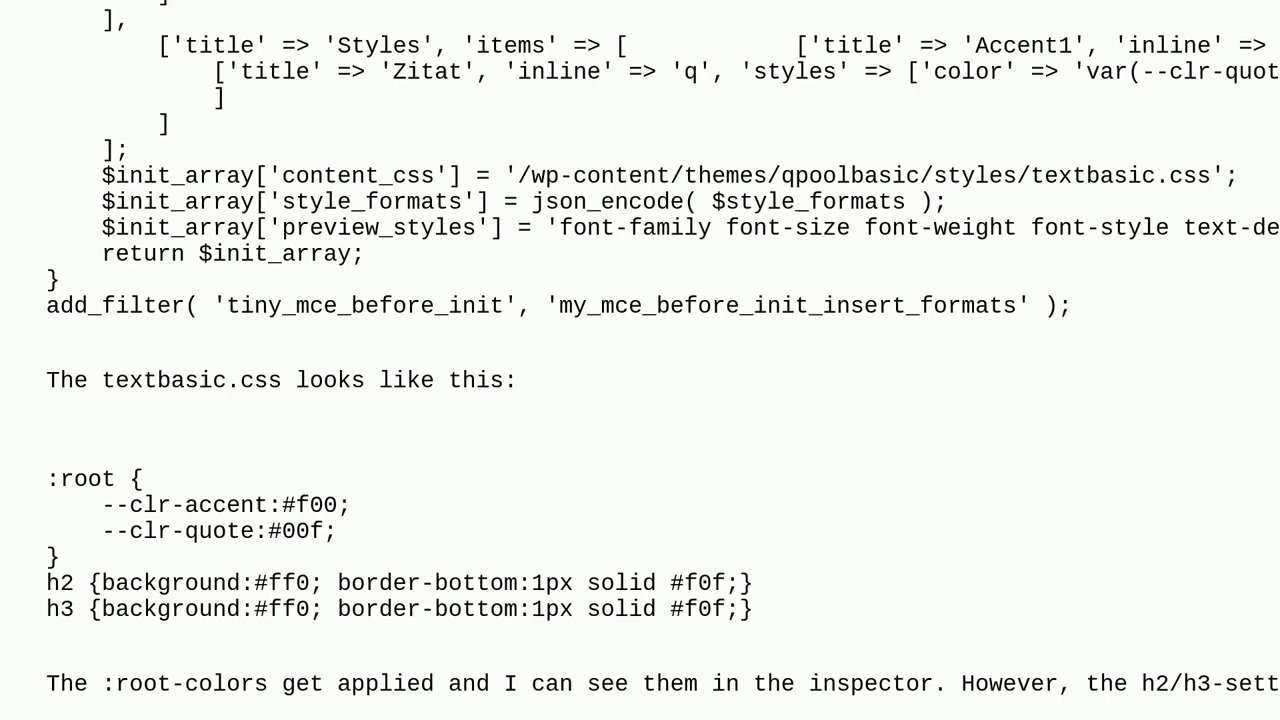 ],
['title' => 'Styles', 'items' => [            ['title' => 'Accent1', 'inline' =>
['title' => 'Zitat', 'inline' => 'q', 'styles' => ['color' => 'var(--clr-quot
]
]
];
$init_array['content_css'] = '/wp-content/themes/qpoolbasic/styles/textbasic.css';
$init_array['style_formats'] = json_encode( $style_formats );
$init_array['preview_styles'] = 'font-family font-size font-weight font-style text-de
return $init_array;
}
add_filter( 'tiny_mce_before_init', 'my_mce_before_init_insert_formats' );
The textbasic.css looks like this:
:root {
--clr-accent:#f00;
--clr-quote:#00f;
}
h2 {background:#ff0; border-bottom:1px solid #f0f;}
h3 {background:#ff0; border-bottom:1px solid #f0f;}
The :root-colors get applied and I can see them in the inspector. However, the h2/h3-sett